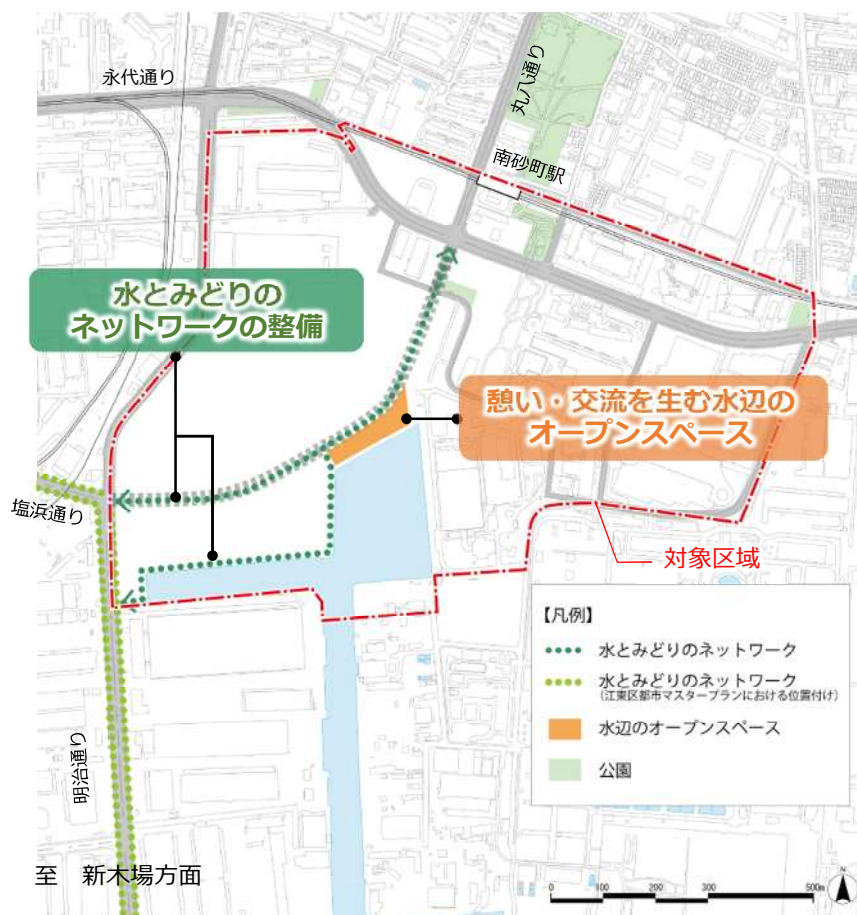 永代通り
丸八通り
南砂町駅
水とみどりの
ネットワークの整備
憩い・交流を生む水辺の
オープンスペース
塩浜通り
対象区域
【凡例】
水とみどりのネットワーク
水とみどりのネットワーク
(江東区都市マスタープランにおける位置付け)
水辺のオープンスペース
公園
明治通り
至 新木場方面
0 100 200 300 500m
N